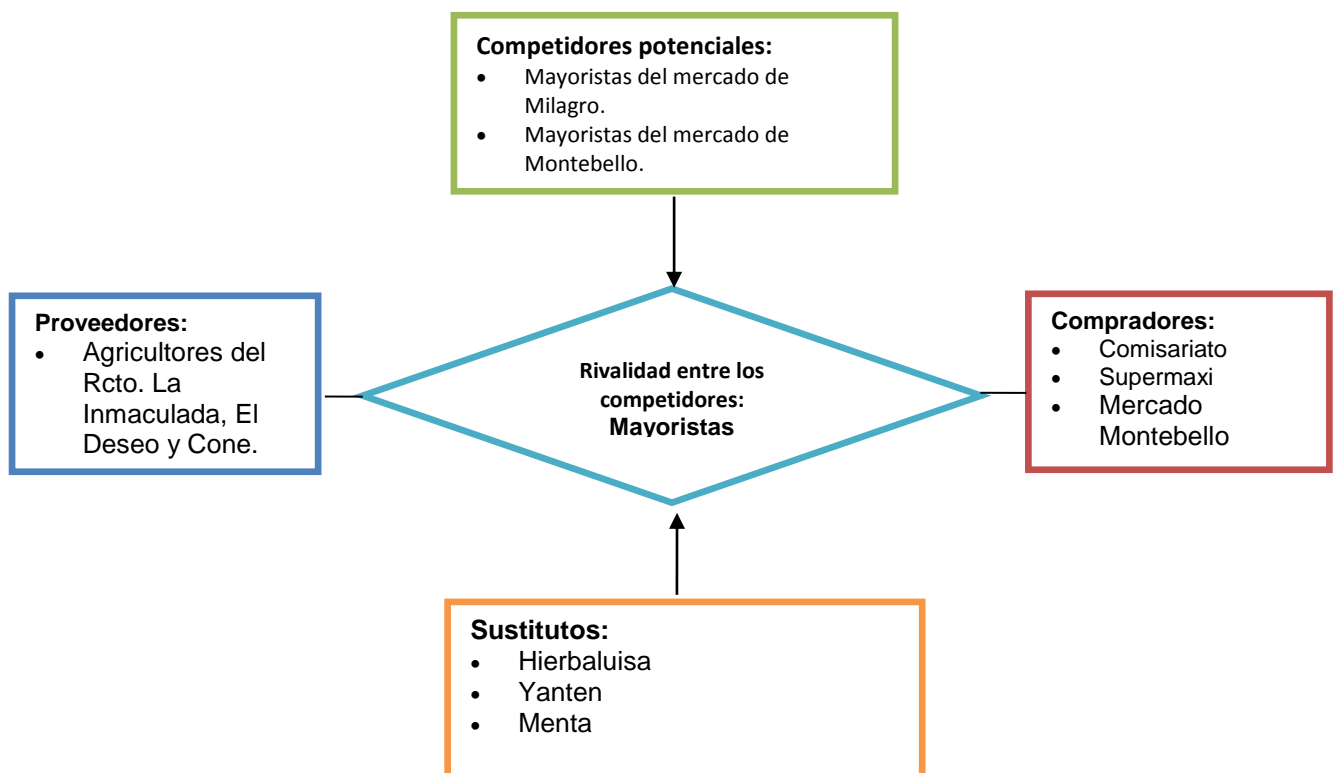 Competidores potenciales:
• Mayoristas del mercado de
Milagro.
• Mayoristas del mercado de
Montebello.
Proveedores:
• Agricultores del
Rcto. La
Inmaculada, El
Deseo y Cone.
Rivalidad entre los
competidores:
Mayoristas
Compradores:
• Comisariato
• Supermaxi
• Mercado
Montebello
Sustitutos:
• Hierbaluisa
• Yanten
• Menta